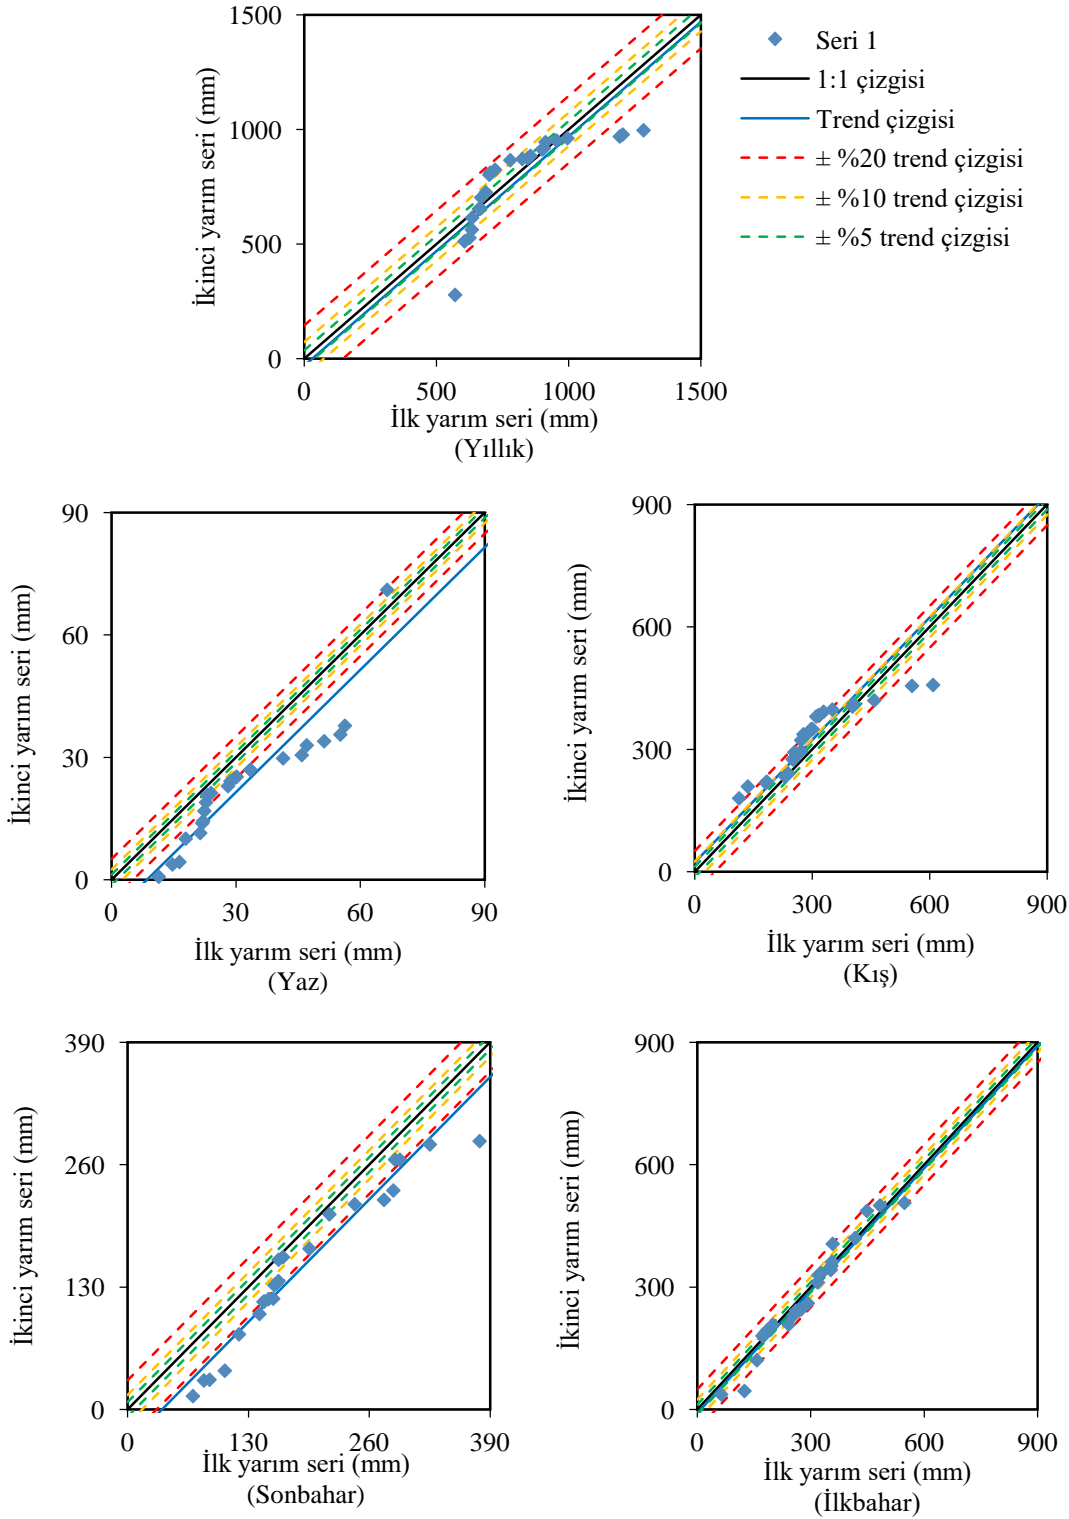 1500
1000
500
0
0
500
1000
1500
İkinci yarım seri (mm)
İlk yarım seri (mm)
(Yıllık)
Seri 1
1:1 çizgisi
Trend çizgisi
± %20 trend çizgisi
± %10 trend çizgisi
± %5 trend çizgisi
90
60
30
0
0
30
60
90
İkinci yarım seri (mm)
İlk yarım seri (mm)
(Yaz)
900
600
300
0
0
300
600
900
İkinci yarım seri (mm)
İlk yarım seri (mm)
(Kış)
390
260
130
0
0
130
260
390
İkinci yarım seri (mm)
İlk yarım seri (mm)
(Sonbahar)
900
600
300
0
0
300
600
900
İkinci yarım seri (mm)
İlk yarım seri (mm)
(İlkbahar)